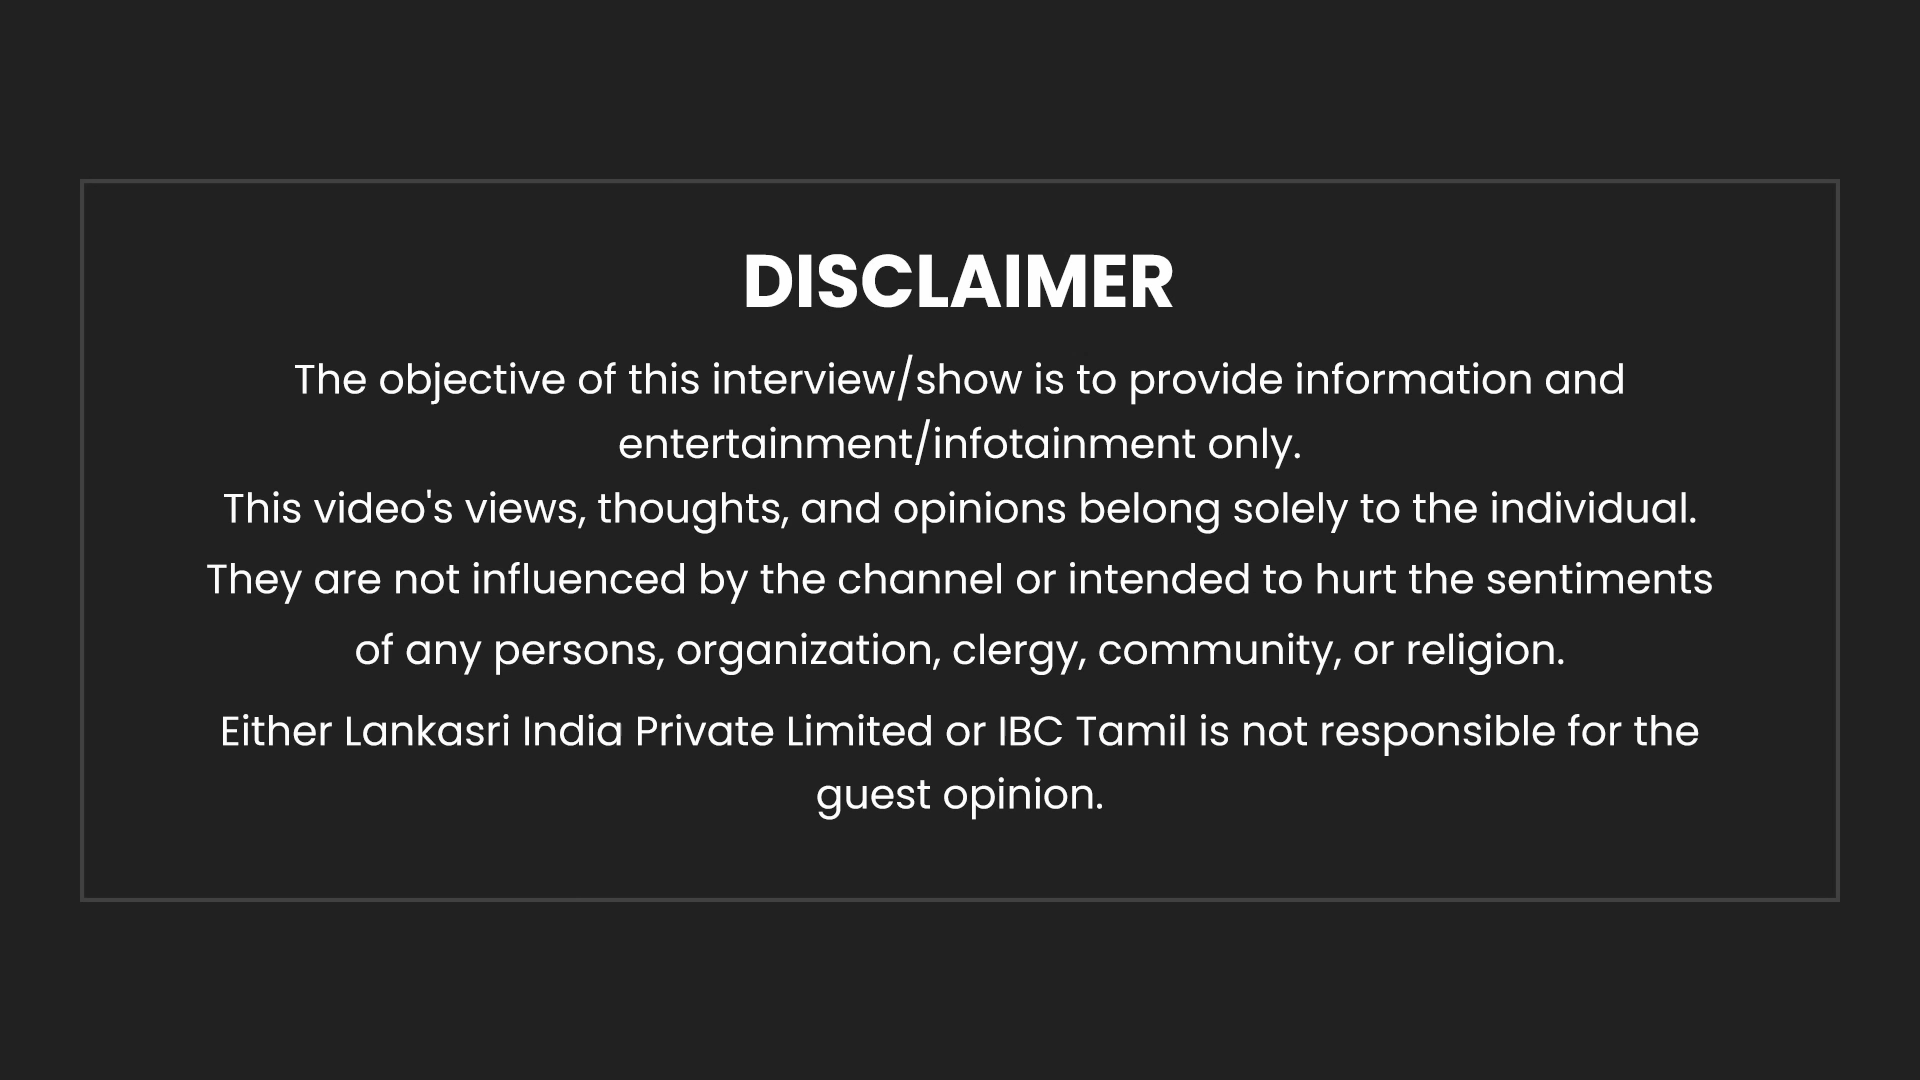 DISCLAIMER
The objective of this interview/show is to provide information and
entertainment/infotainment only.
This video's views, thoughts, and opinions belong solely to the individual.
They are not influenced by the channel or intended to hurt the sentiments
of any persons, organization, clergy, community, or religion.
Either Lankasri India Private Limited or IBC Tamil is not responsible for the
guest opinion.